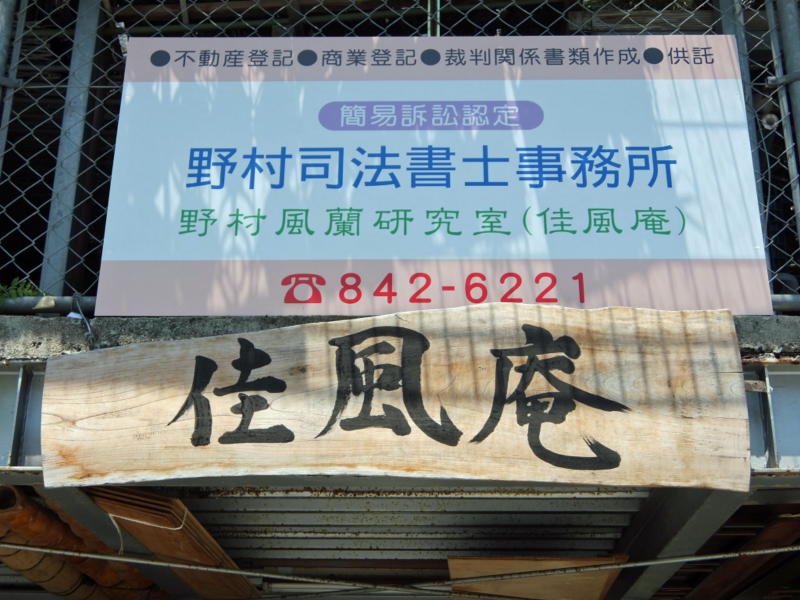 ●不動産登記●商業登記●裁判関係書類作成●供託
簡易訴訟認定
野村司法書士事務所
野村風蘭研究室(佳風庵)
☎842-6221
佳風庵